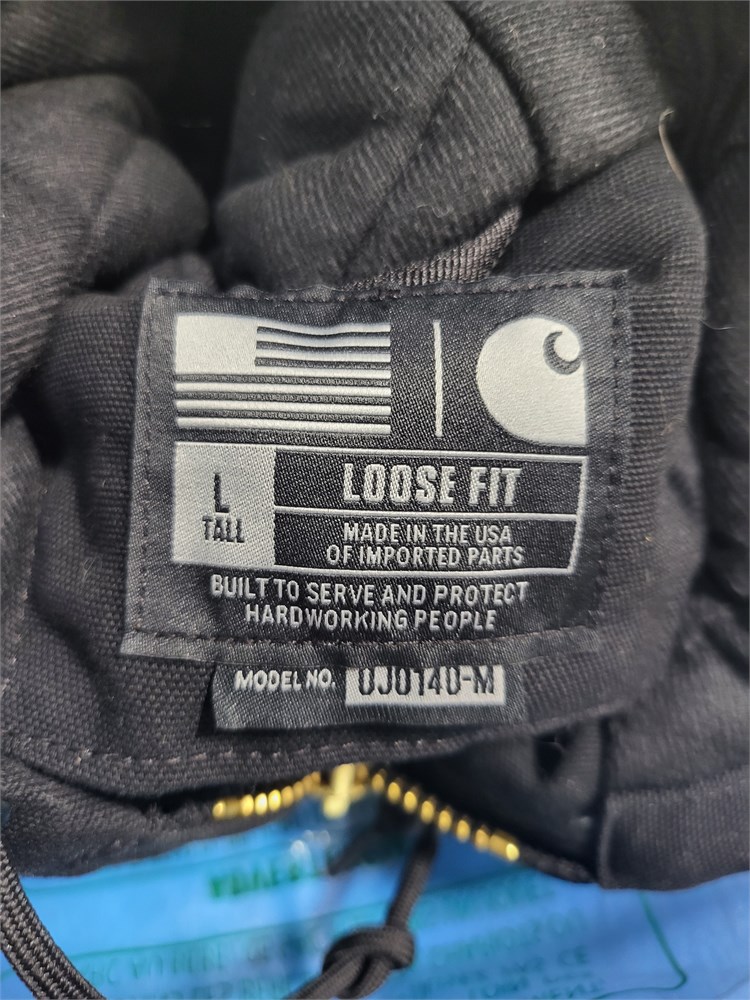 L
TALL
LOOSE FIT
MADE IN THE USA
OF IMPORTED PARTS
BUILT TO SERVE AND PROTECT
HARDWORKING PEOPLE
MODEL NO. 0J0140-M